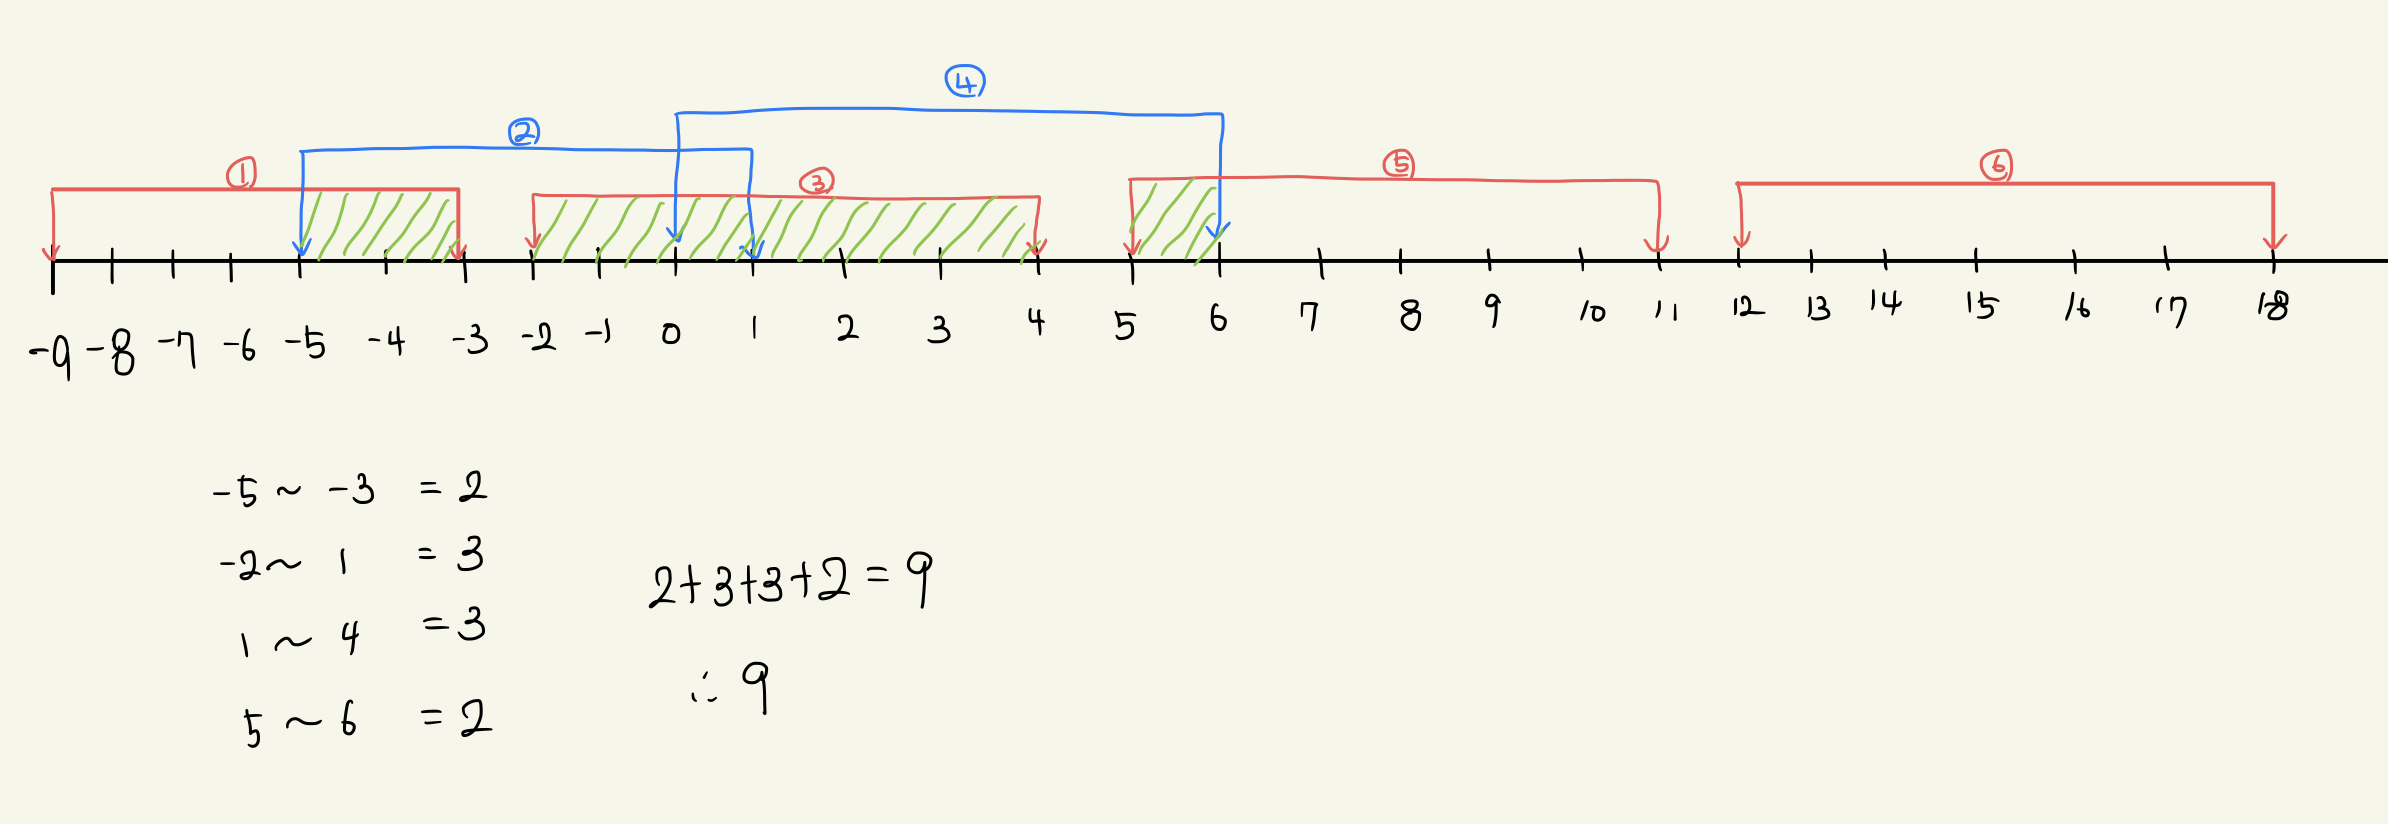 ④
②
① ③ ⑤ ⑥
-9 -8 -7 -6 -5 -4 -3 -2 -1 0 1 2 3 4 5 6 7 8 9 10 11 12 13 14 15 16 17 18
-5 ~ -3 = 2
-2 ~ 1 = 3
1 ~ 4 = 3
5 ~ 6 = 2
2+3+3+2 = 9
∴ 9